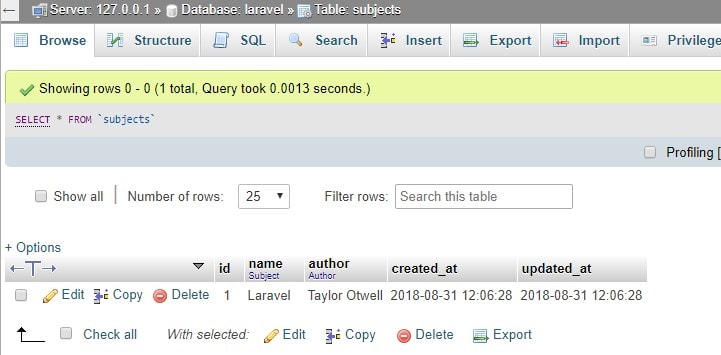 Server: 127.0.0.1 » Database: laravel » Table: subjects
Browse Structure SQL Search Insert Export Import Privilege
Showing rows 0 - 0 (1 total, Query took 0.0013 seconds.)
SELECT * FROM `subjects`
Profiling [
Show all Number of rows: 25 Filter rows: Search this table
+ Options
id name author created_at updated_at
Subject Author
Edit Copy Delete 1 Laravel Taylor Otwell 2018-08-31 12:06:28 2018-08-31 12:06:28
Check all With selected: Edit Copy Delete Export